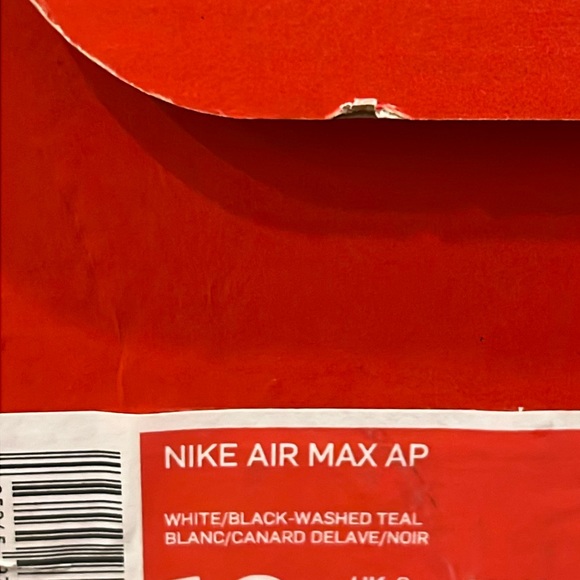 NIKE AIR MAX AP
WHITE/BLACK-WASHED TEAL
BLANC/CANARD DELAVE/NOIR